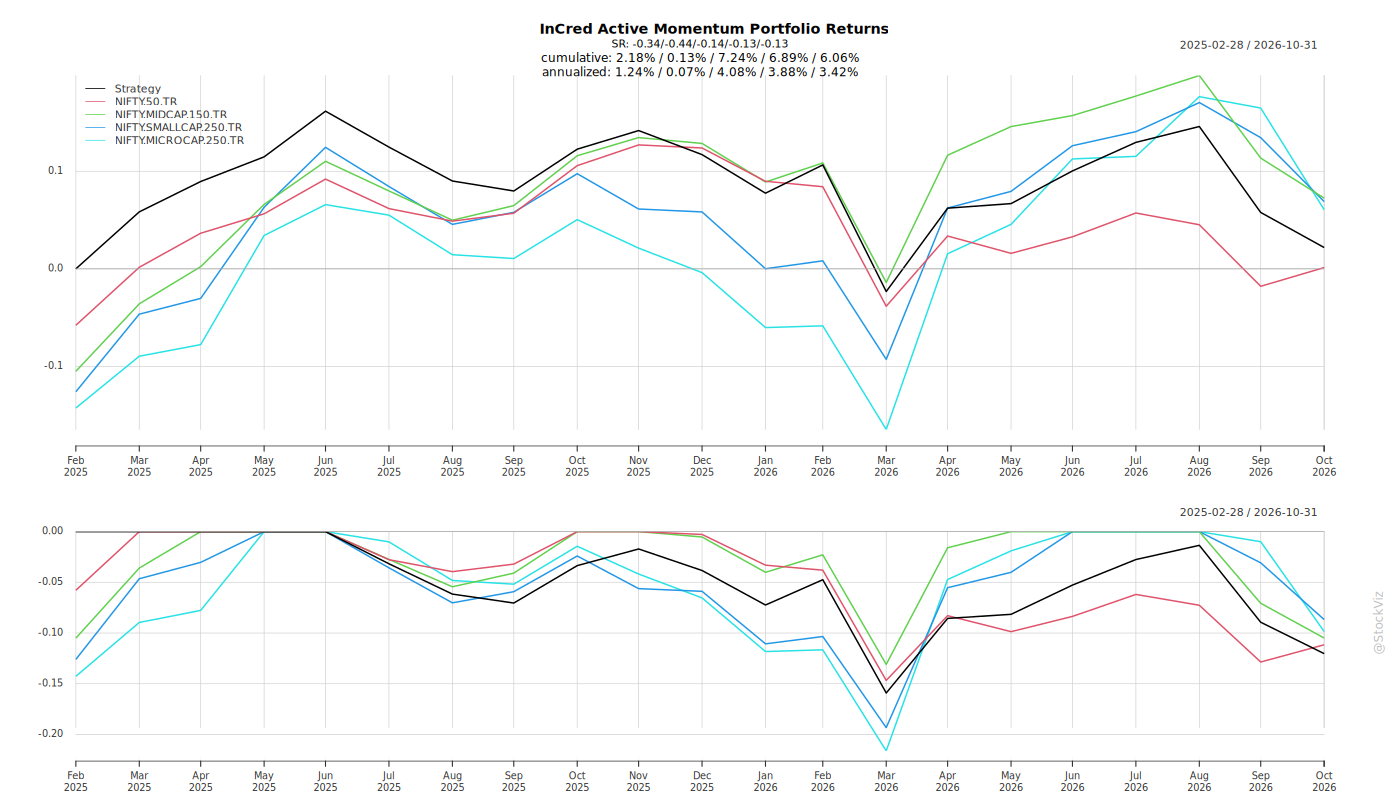 InCred Active Momentum Portfolio Returns
SR: -0.34/-0.44/-0.14/-0.13/-0.13
cumulative: 2.18% / 0.13% / 7.24% / 6.89% / 6.06%
annualized: 1.24% / 0.07% / 4.08% / 3.88% / 3.42%
2025-02-28 / 2026-10-31
Strategy
NIFTY.50.TR
NIFTY.MIDCAP.150.TR
NIFTY.SMALLCAP.250.TR
NIFTY.MICROCAP.250.TR
0.1
0.0
-0.1
Feb Mar Apr May Jun Jul Aug Sep Oct Nov Dec Jan Feb Mar Apr May Jun Jul Aug Sep Oct
2025 2025 2025 2025 2025 2025 2025 2025 2025 2025 2025 2026 2026 2026 2026 2026 2026 2026 2026 2026 2026
2025-02-28 / 2026-10-31
0.00
-0.05
-0.10
-0.15
-0.20
Feb Mar Apr May Jun Jul Aug Sep Oct Nov Dec Jan Feb Mar Apr May Jun Jul Aug Sep Oct
2025 2025 2025 2025 2025 2025 2025 2025 2025 2025 2025 2026 2026 2026 2026 2026 2026 2026 2026 2026 2026
@StockViz